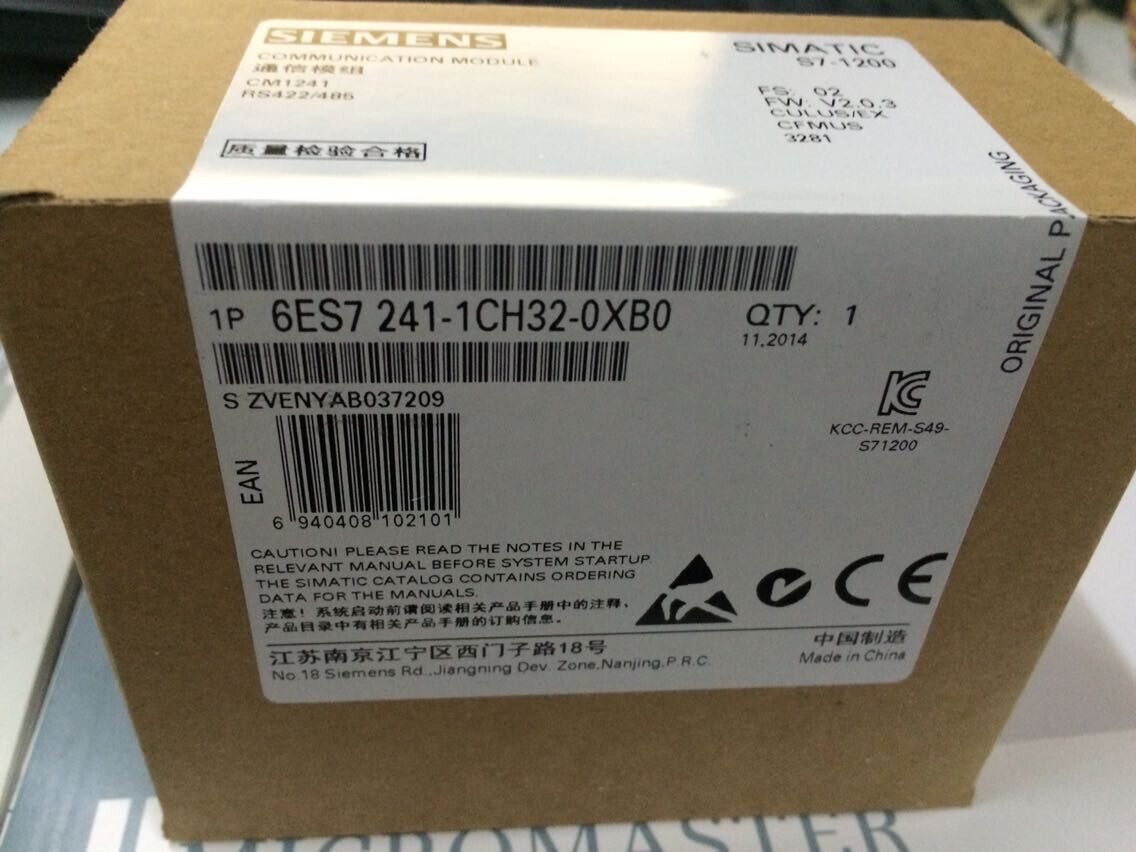 SIEMENS
COMMUNICATION MODULE
通信模组
CM1241
RS422/485
质量检验合格
SIMATIC
S7-1200
FS: 02
FW: V2.0.3
CULUS/EX
CFMUS
3281
ORIGINAL PACKAGING
1P 6ES7 241-1CH32-0XB0
QTY: 1
11.2014
S ZVENYAB037209
KCC-REM-S49-
S71200
EAN
6 940408 102101
CAUTION! PLEASE READ THE NOTES IN THE
RELEVANT MANUAL BEFORE SYSTEM STARTUP.
THE SIMATIC CATALOG CONTAINS ORDERING
DATA FOR THE MANUALS.
注意！系统启动前请阅读相关产品手册中的注释、
产品目录中有相关产品手册的订购信息。
CE
江苏南京江宁区西门子路18号
No.18 Siemens Rd.,Jiangning Dev. Zone,Nanjing.P.R.C.
中国制造
Made in China
MICROMASTER